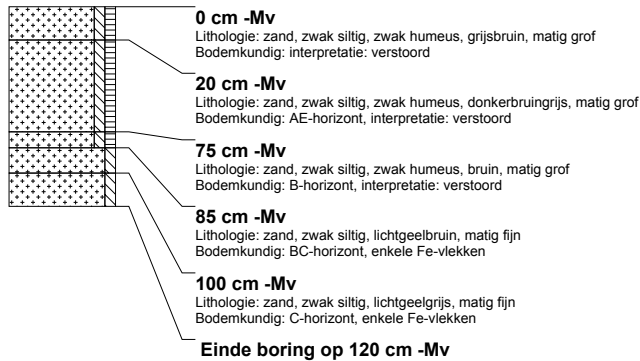 0 cm -Mv
Lithologie: zand, zwak siltig, zwak humeus, grijsbruin, matig grof
Bodemkundig: interpretatie: verstoord
20 cm -Mv
Lithologie: zand, zwak siltig, zwak humeus, donkerbruingrijs, matig grof
Bodemkundig: AE-horizont, interpretatie: verstoord
75 cm -Mv
Lithologie: zand, zwak siltig, zwak humeus, bruin, matig grof
Bodemkundig: B-horizont, interpretatie: verstoord
85 cm -Mv
Lithologie: zand, zwak siltig, lichtgeelbruin, matig fijn
Bodemkundig: BC-horizont, enkele Fe-vlekken
100 cm -Mv
Lithologie: zand, zwak siltig, lichtgeelgrijs, matig fijn
Bodemkundig: C-horizont, enkele Fe-vlekken
Einde boring op 120 cm -Mv